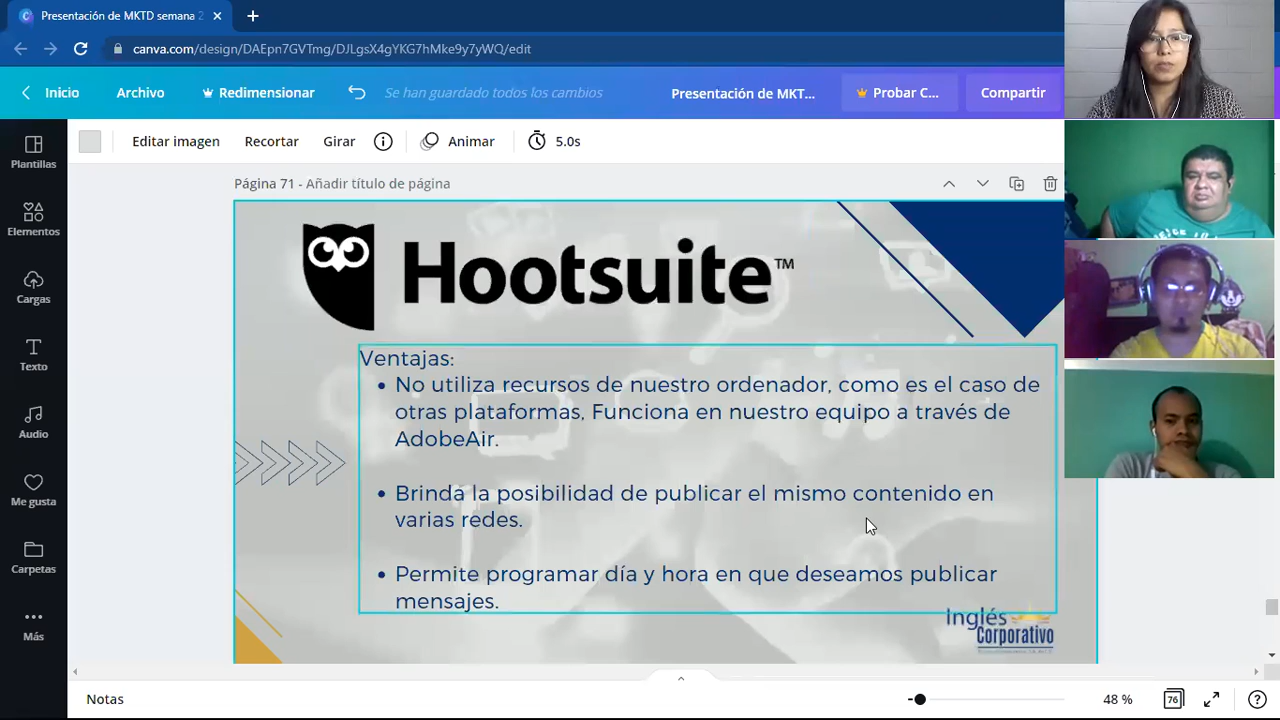 Presentación de MKTD semana 2
canva.com/design/DAEpn7GVTmg/DJLgsX4gYKG7hMke9y7yWQ/edit
Inicio
Archivo
Redimensionar
Se han guardado todos los cambios
Presentación de MKT...
Probar C...
Compartir
Editar imagen
Recortar
Girar
Animar
5.0s
Plantillas
Elementos
Cargas
Texto
Audio
Me gusta
Carpetas
Más
Página 71 - Añadir título de página
Hootsuite™
Ventajas:
• No utiliza recursos de nuestro ordenador, como es el caso de
otras plataformas, Funciona en nuestro equipo a través de
AdobeAir.
• Brinda la posibilidad de publicar el mismo contenido en
varias redes.
• Permite programar día y hora en que deseamos publicar
mensajes.
Inglés
Corporativo
Notas
48 %
76